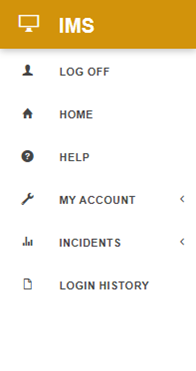 IMS
LOG OFF
HOME
HELP
MY ACCOUNT
INCIDENTS
LOGIN HISTORY